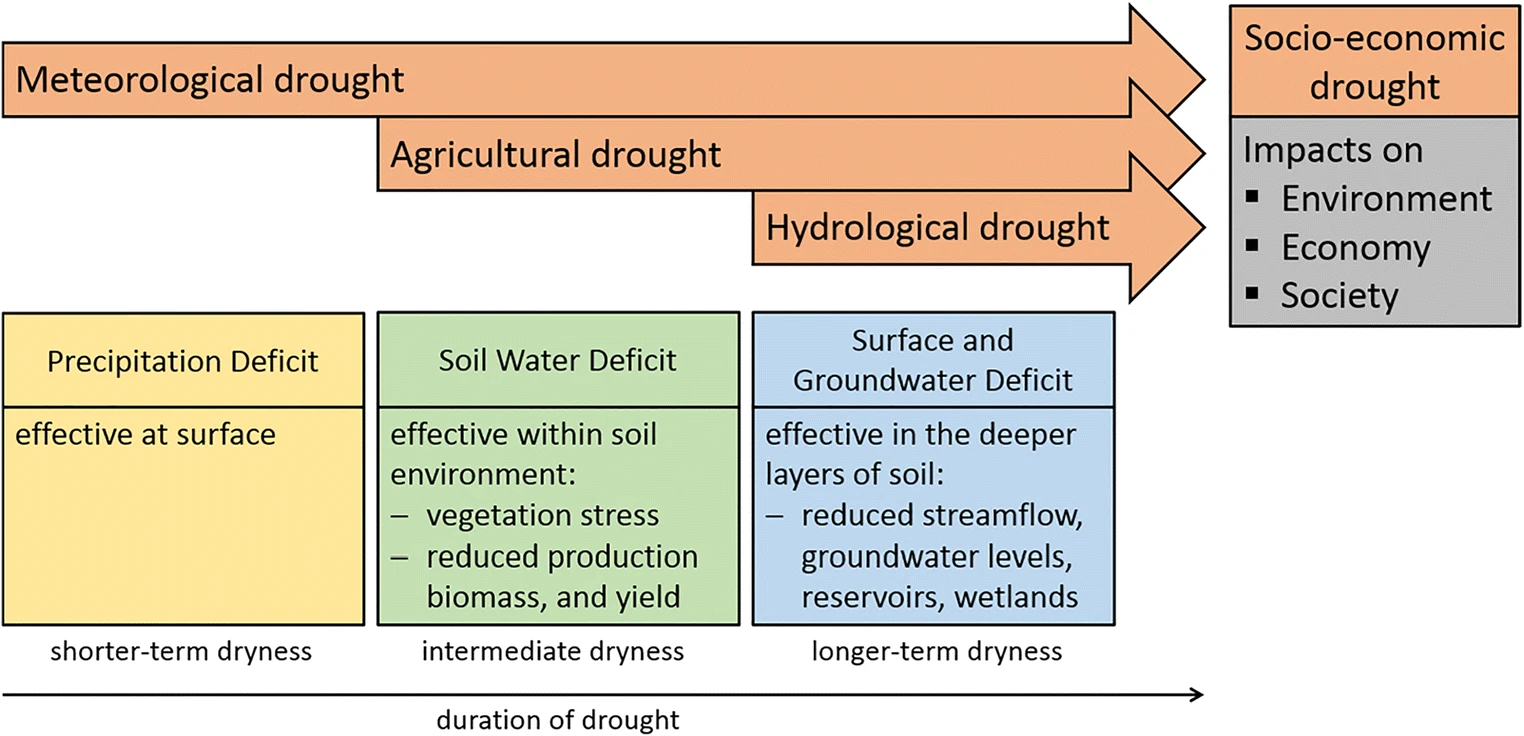 Meteorological drought
Agricultural drought
Hydrological drought
Socio-economic
drought
Impacts on
▪ Environment
▪ Economy
▪ Society
Precipitation Deficit
effective at surface
shorter-term dryness
Soil Water Deficit
effective within soil
environment:
– vegetation stress
– reduced production
biomass, and yield
intermediate dryness
Surface and
Groundwater Deficit
effective in the deeper
layers of soil:
– reduced streamflow,
groundwater levels,
reservoirs, wetlands
longer-term dryness
duration of drought